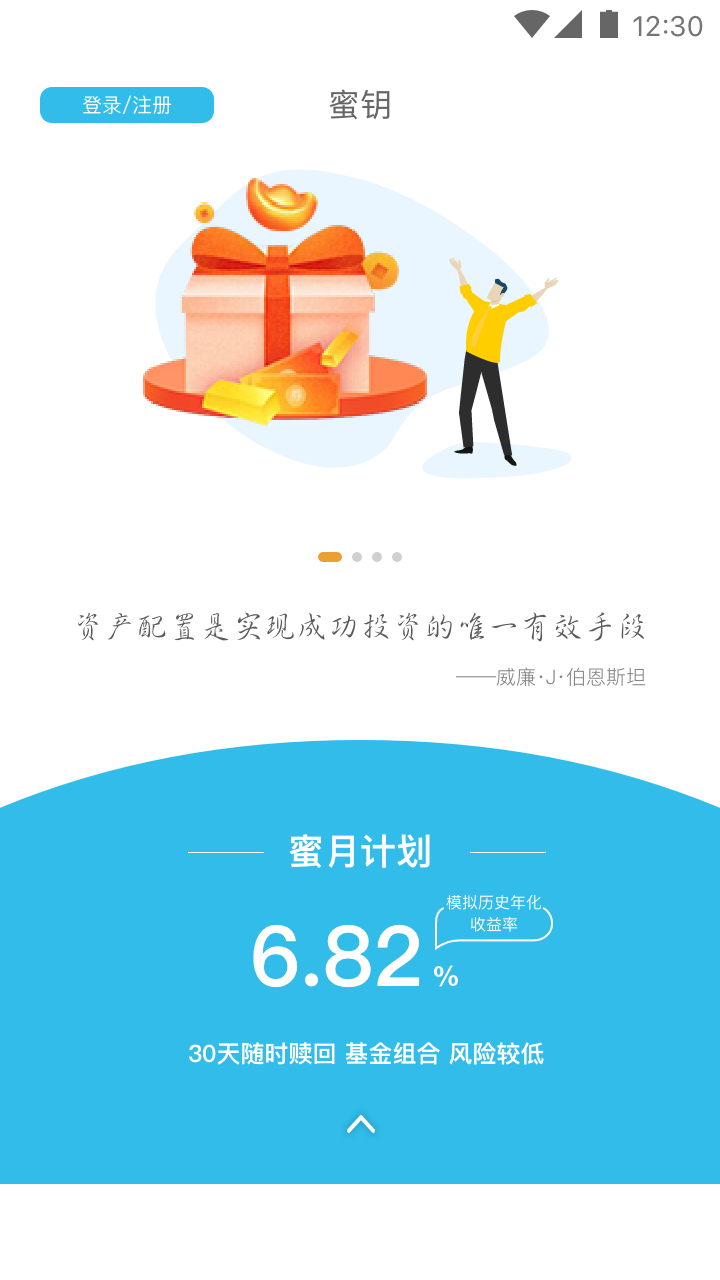 12:30
登录/注册
蜜钥
资产配置是实现成功投资的唯一有效手段
——威廉·J·伯恩斯坦
蜜月计划
模拟历史年化
收益率
6.82%
30天随时赎回 基金组合 风险较低